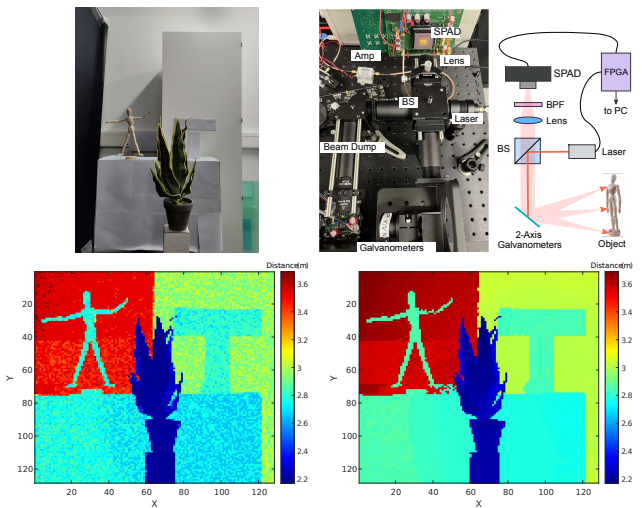 SPAD
Amp
Lens
BS
Laser
Beam Dump
Galvanometers
SPAD
FPGA
BPF
to PC
Lens
BS
Laser
2-Axis
Galvanometers
Object
Distance(m)
20
40
60
80
100
120
Y
20 40 60 80 100 120
X
3.6
3.4
3.2
3
2.8
2.6
2.4
2.2
Distance(m)
20
40
60
80
100
120
Y
20 40 60 80 100 120
X
3.6
3.4
3.2
3
2.8
2.6
2.4
2.2